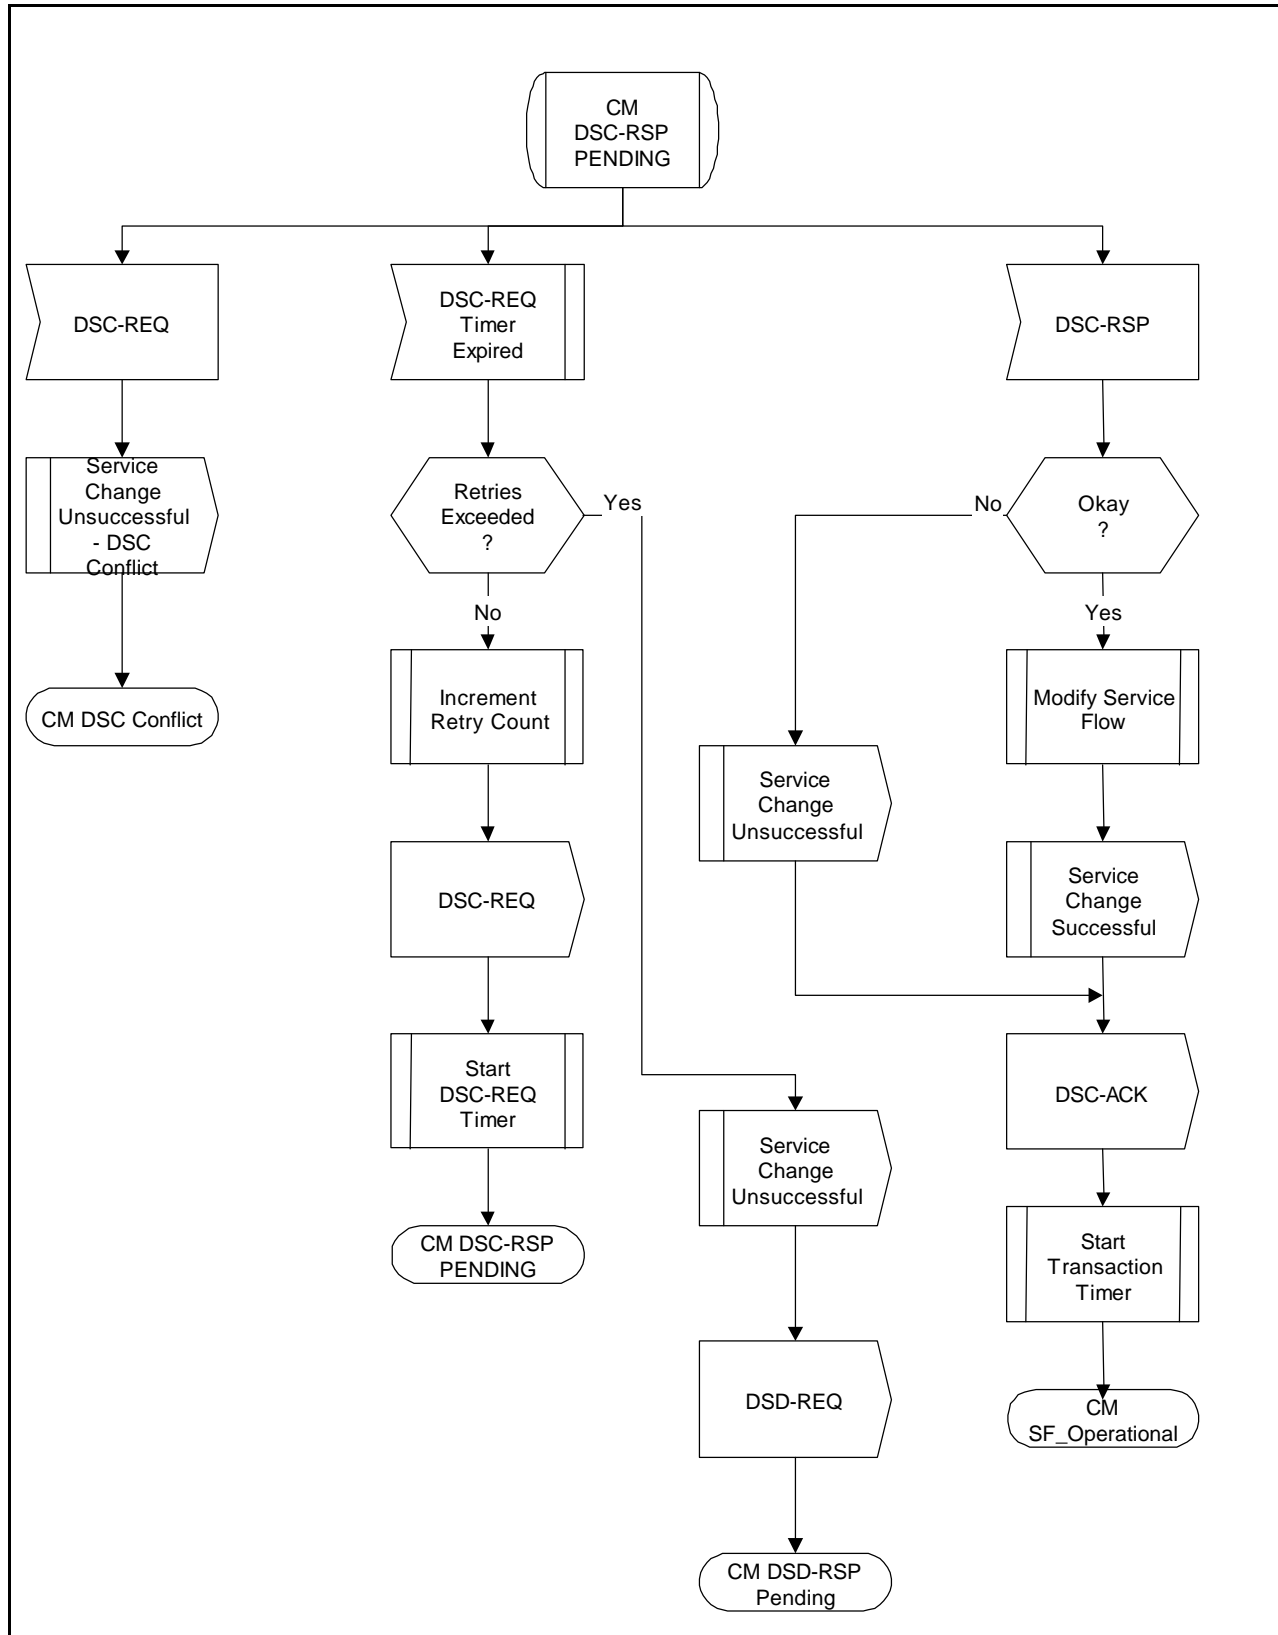 CM
DSC-RSP
PENDING
DSC-REQ
DSC-REQ
Timer
Expired
DSC-RSP
Service
Change
Unsuccessful
- DSC
Conflict
Retries
Exceeded
?
Yes
No
Okay
?
No
Yes
CM DSC Conflict
Increment
Retry Count
Modify Service
Flow
Service
Change
Unsuccessful
DSC-REQ
Service
Change
Successful
Start
DSC-REQ
Timer
DSC-ACK
Service
Change
Unsuccessful
CM DSC-RSP
PENDING
Start
Transaction
Timer
DSD-REQ
CM
SF_Operational
CM DSD-RSP
Pending